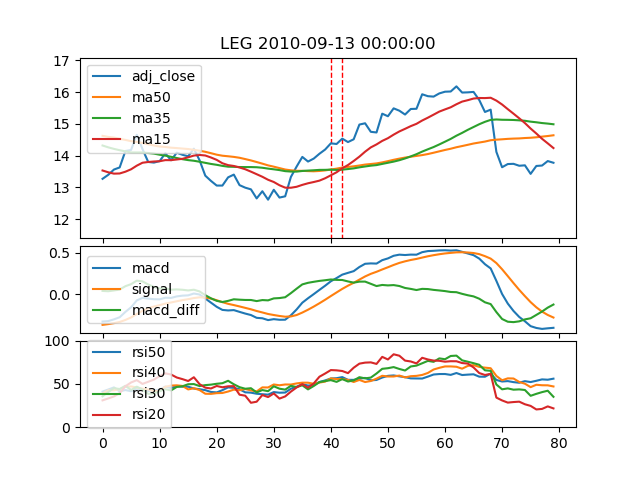 LEG 2010-09-13 00:00:00
17
16
15
14
13
12
adj_close
ma50
ma35
ma15
0.5
0.0
macd
signal
macd_diff
100
50
0
rsi50
rsi40
rsi30
rsi20
0 10 20 30 40 50 60 70 80